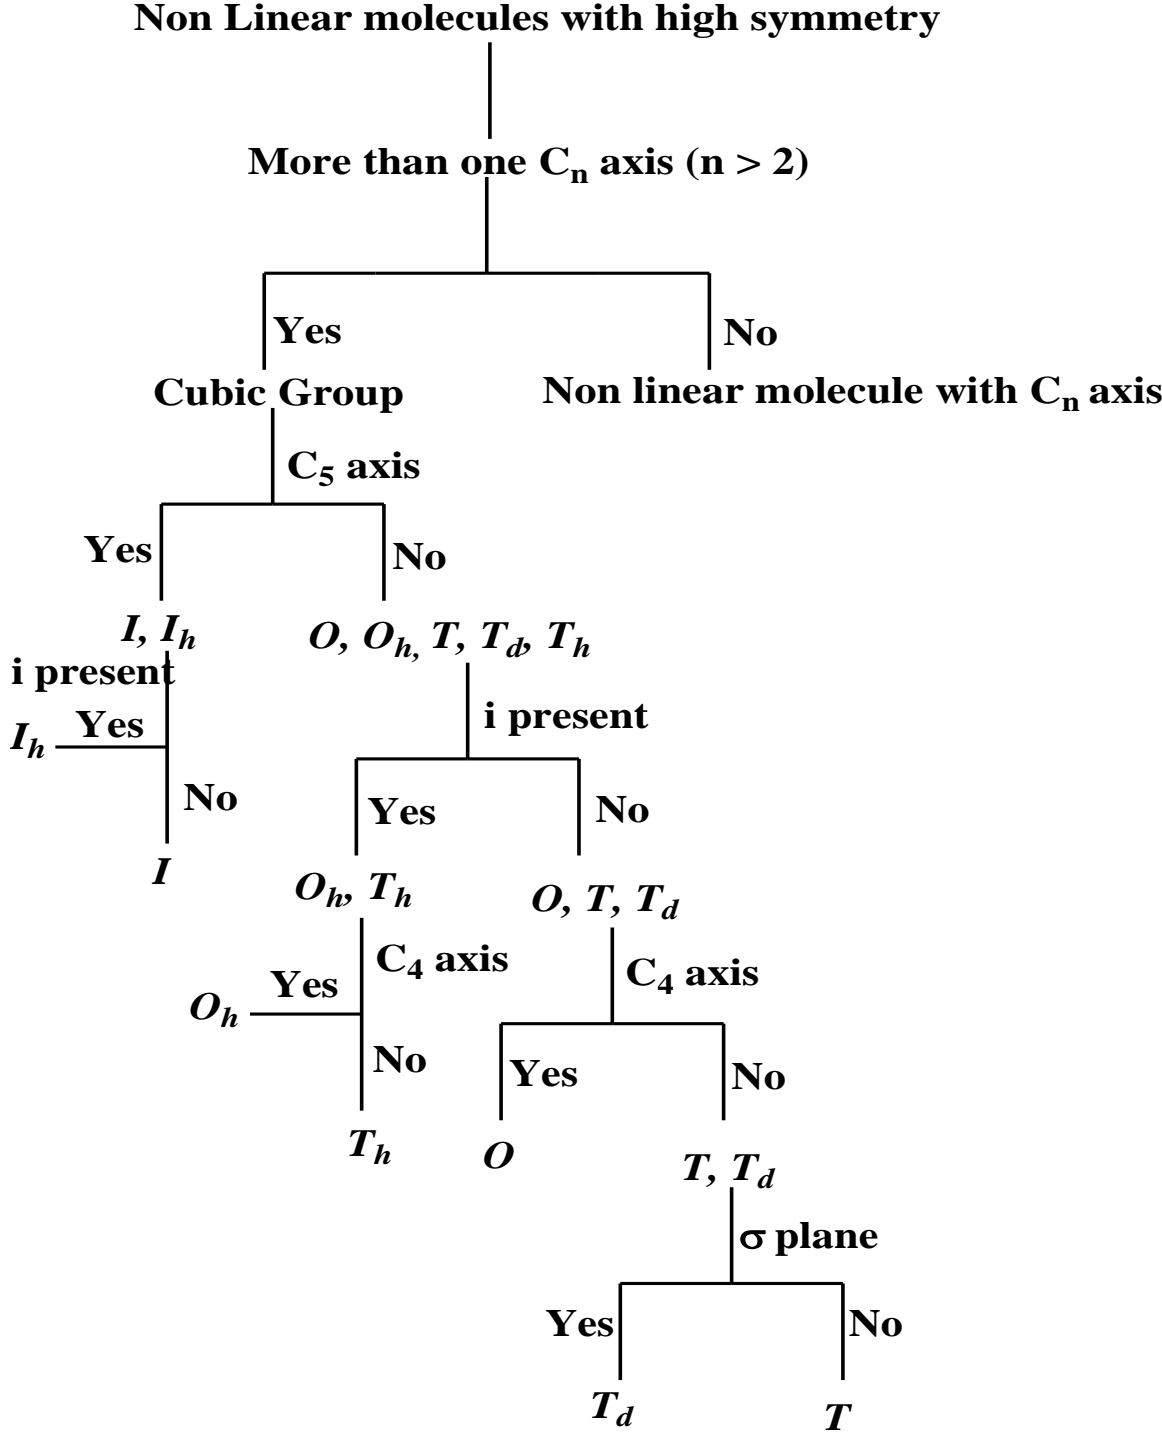 Non Linear molecules with high symmetry
More than one Cn axis (n > 2)
Yes
No
Cubic Group
Non linear molecule with Cn axis
C5 axis
Yes
No
I, Ih
O, Oh, T, Td, Th
i present
i present
Ih
Yes
No
Yes
No
I
Oh, Th
O, T, Td
C4 axis
C4 axis
Oh
Yes
No
Yes
No
Th
O
T, Td
σ plane
Yes
No
Td
T